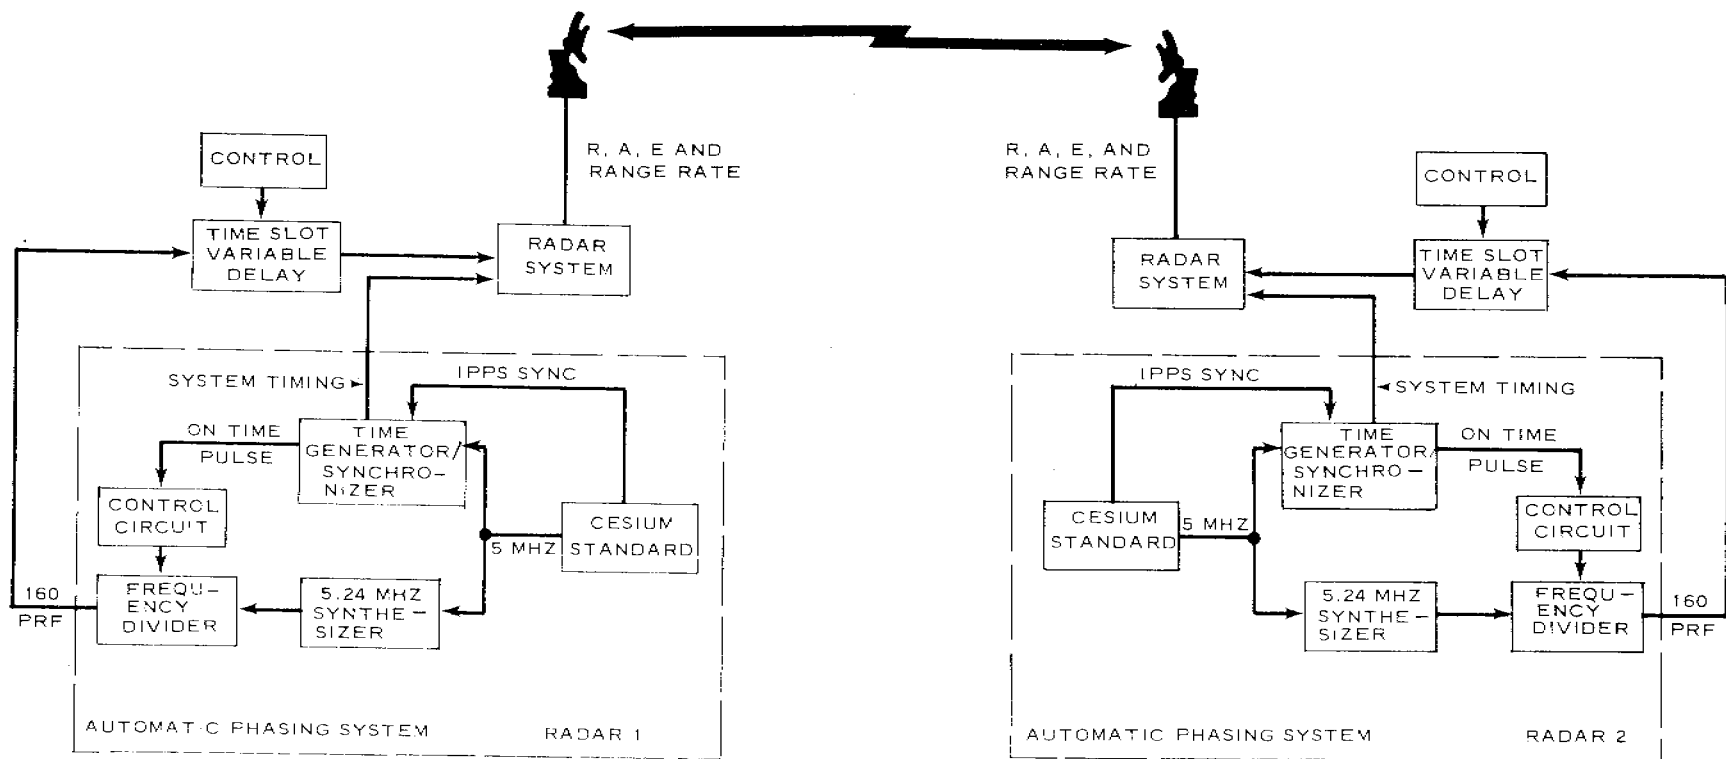 CONTROL
R, A, E AND
RANGE RATE
TIME SLOT
VARIABLE
DELAY
RADAR
SYSTEM
SYSTEM TIMING
1PPS SYNC
ON TIME
PULSE
TIME
GENERATOR/
SYNCHRO-
NIZER
CONTROL
CIRCUIT
CESIUM
STANDARD
5 MHZ
160
PRF
FREQU-
ENCY
DIVIDER
5.24 MHZ
SYNTHE-
SIZER
AUTOMATIC PHASING SYSTEM
RADAR 1
R, A, E, AND
RANGE RATE
CONTROL
RADAR
SYSTEM
TIME SLOT
VARIABLE
DELAY
1PPS SYNC
SYSTEM TIMING
TIME
GENERATOR/
SYNCHRO-
NIZER
ON TIME
PULSE
CESIUM
STANDARD
5 MHZ
CONTROL
CIRCUIT
5.24 MHZ
SYNTHE-
SIZER
FREQU-
ENCY
DIVIDER
160
PRF
AUTOMATIC PHASING SYSTEM
RADAR 2